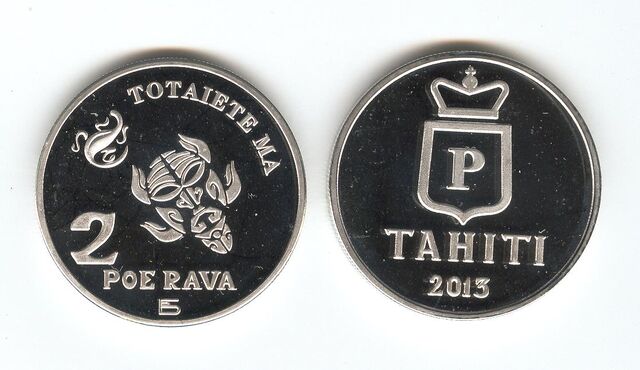 TOTAIETE MA
2
POE RAVA
P
TAHITI
2013